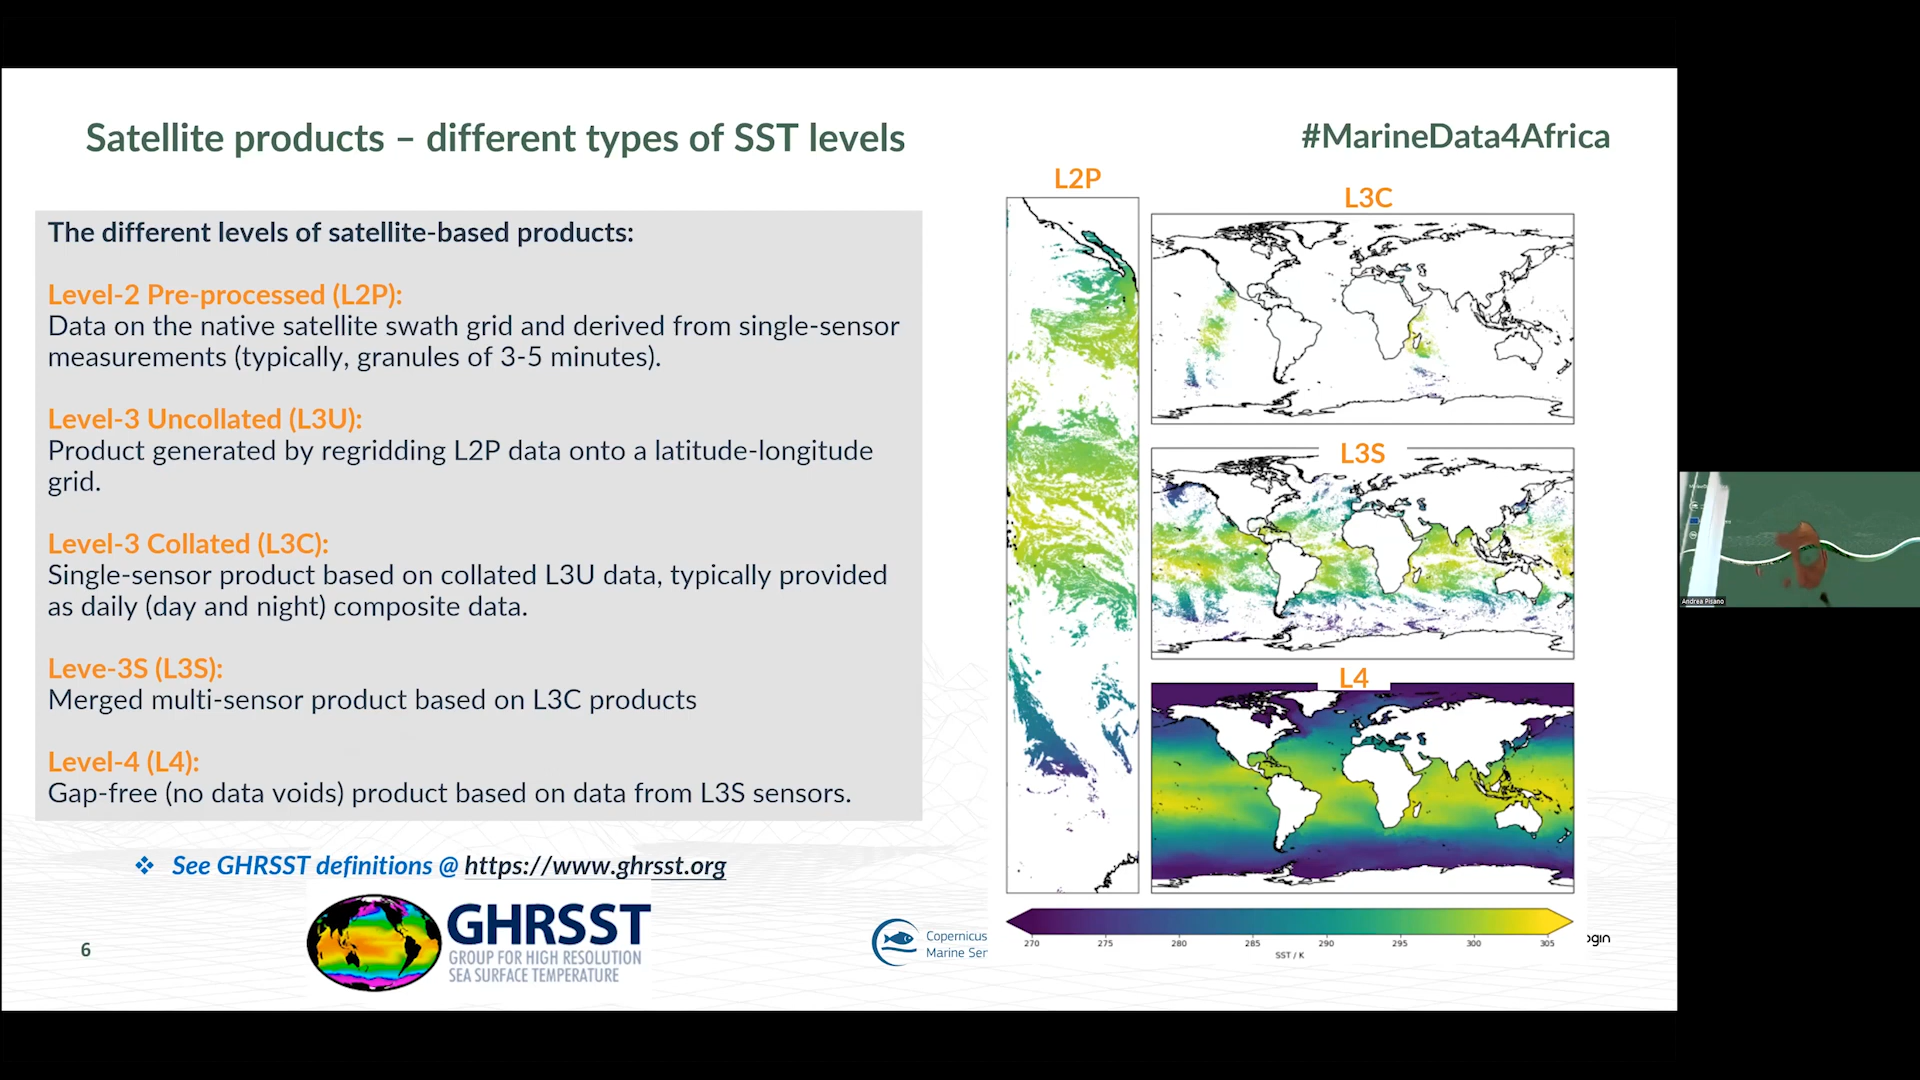 Satellite products – different types of SST levels
#MarineData4Africa
The different levels of satellite-based products:
Level-2 Pre-processed (L2P):
Data on the native satellite swath grid and derived from single-sensor
measurements (typically, granules of 3-5 minutes).
Level-3 Uncollated (L3U):
Product generated by regridding L2P data onto a latitude-longitude
grid.
Level-3 Collated (L3C):
Single-sensor product based on collated L3U data, typically provided
as daily (day and night) composite data.
Leve-3S (L3S):
Merged multi-sensor product based on L3C products
Level-4 (L4):
Gap-free (no data voids) product based on data from L3S sensors.
❖ See GHRSST definitions @ https://www.ghrsst.org
GHRSST
GROUP FOR HIGH RESOLUTION
SEA SURFACE TEMPERATURE
6
Copernicus
Marine Ser
L2P
L3C
L3S
L4
270 275 280 285 290 295 300 305
SST / K
ogin
Andrea Pisano